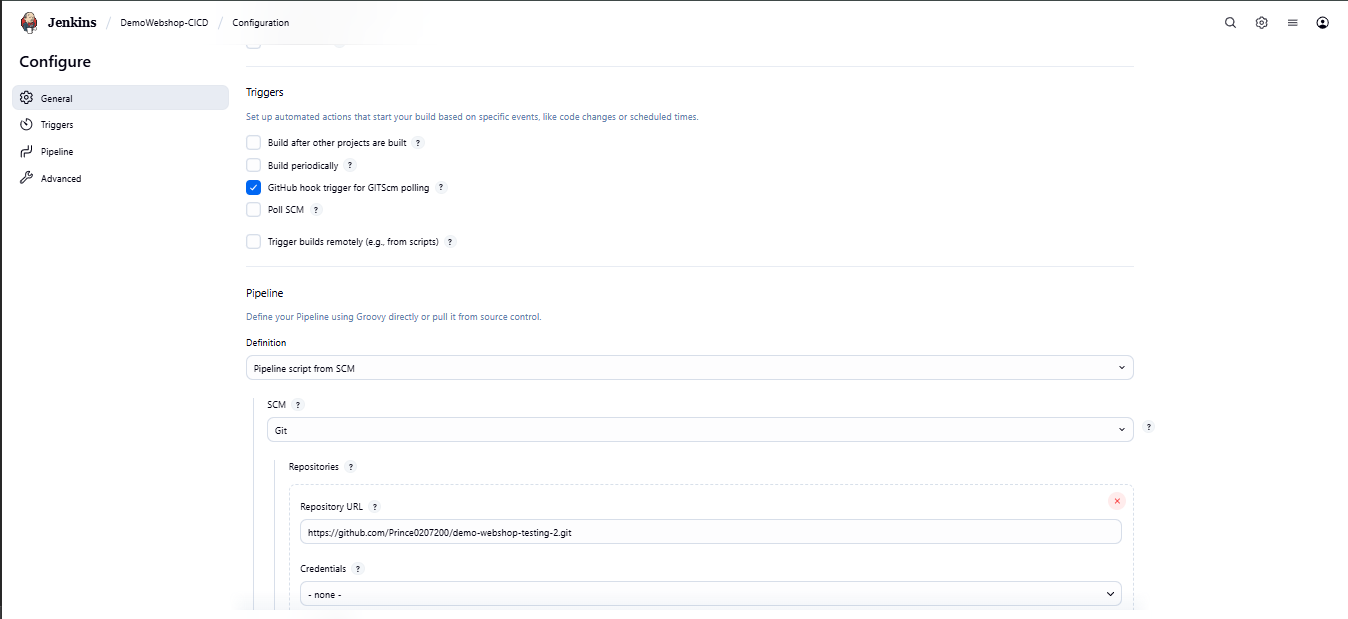 Jenkins / DemoWebshop-CICD / Configuration
Configure
General
Triggers
Pipeline
Advanced
Triggers
Set up automated actions that start your build based on specific events, like code changes or scheduled times.
Build after other projects are built ?
Build periodically ?
GitHub hook trigger for GITScm polling ?
Poll SCM ?
Trigger builds remotely (e.g., from scripts) ?
Pipeline
Define your Pipeline using Groovy directly or pull it from source control.
Definition
Pipeline script from SCM
SCM ?
Git
?
Repositories ?
Repository URL ?
https://github.com/Prince0207200/demo-webshop-testing-2.git
Credentials ?
- none -